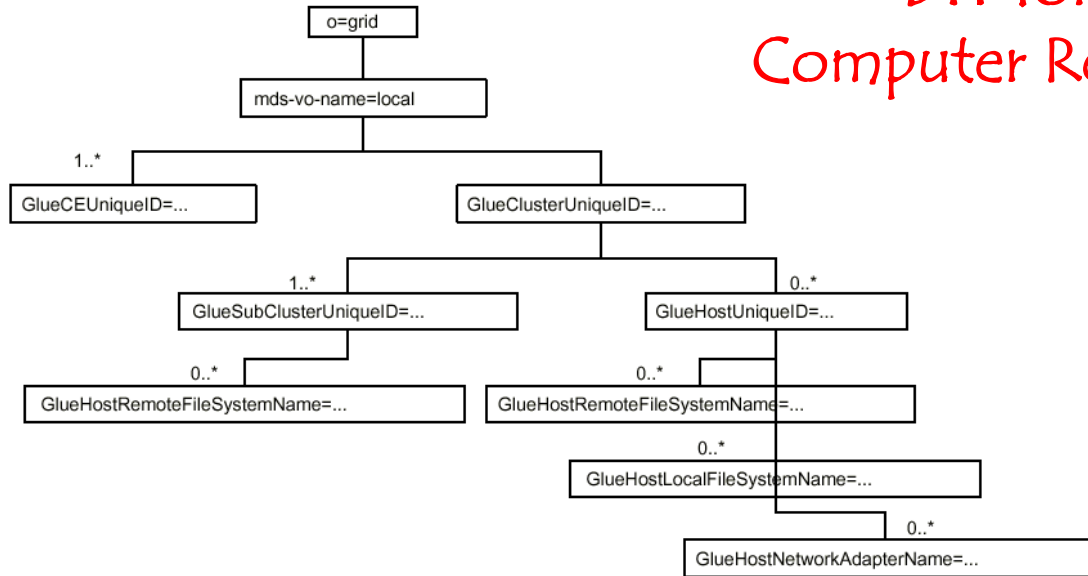 Computer
o=grid
mds-vo-name=local
1..*
GlueCEUniqueID=...
GlueClusterUniqueID=...
1..*
0..*
GlueSubClusterUniqueID=...
GlueHostUniqueID=...
0..*
0..*
GlueHostRemoteFileSystemName=...
GlueHostRemoteFileSystemName=...
0..*
GlueHostLocalFileSystemName=...
0..*
GlueHostNetworkAdapterName=...